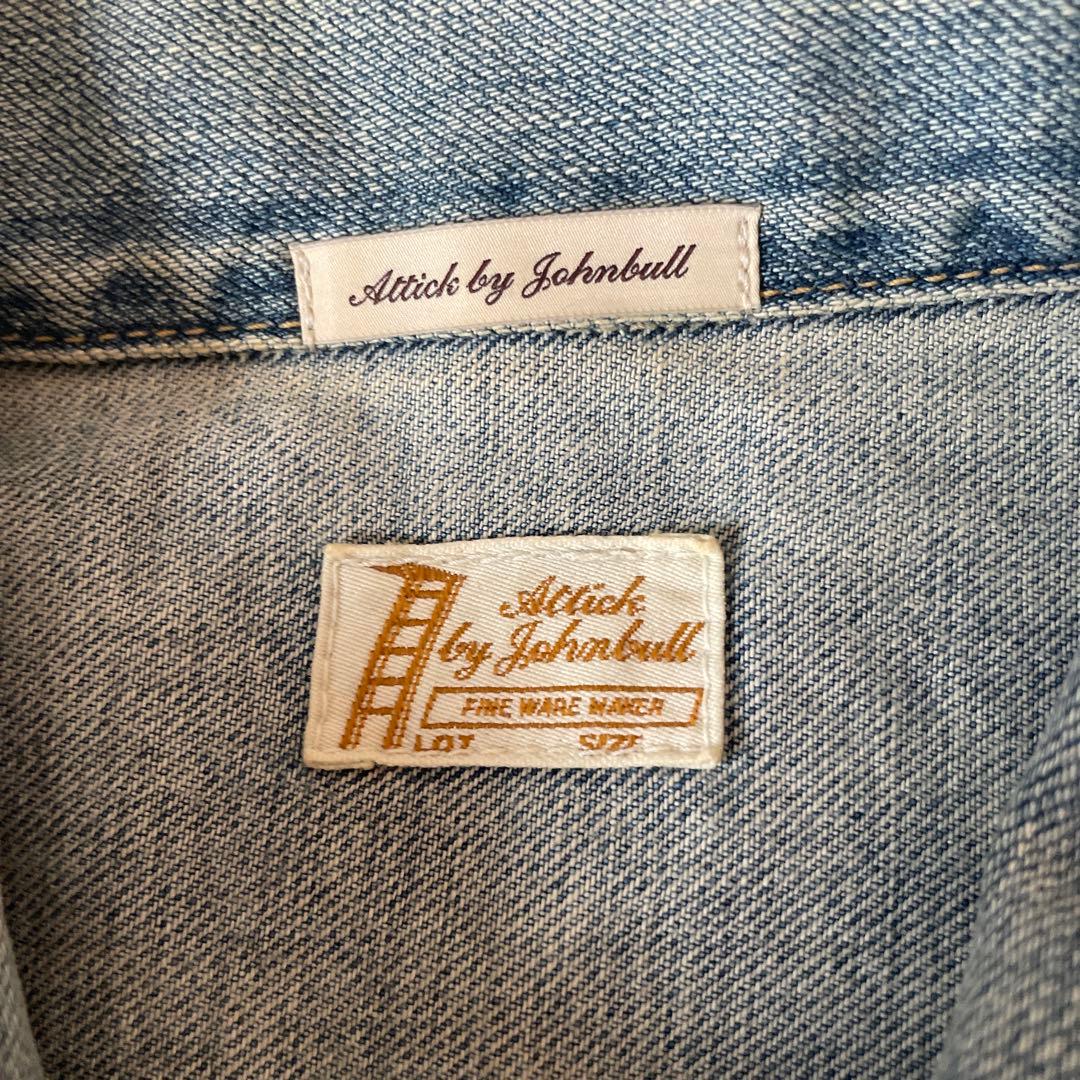 Attick by Johnbull
Attick
by Johnbull
FINE WARE MAKER
LOT SIZE